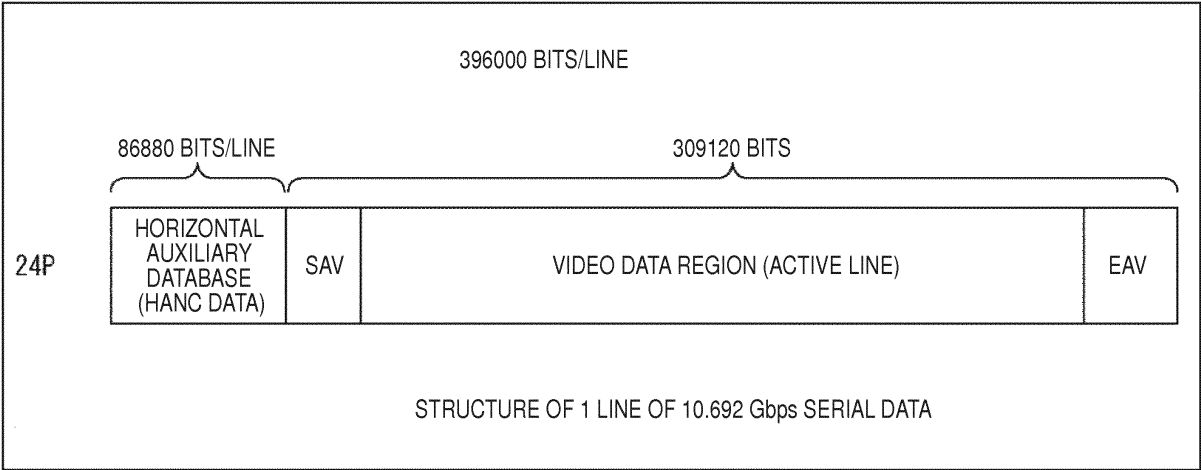 396000 BITS/LINE
86880 BITS/LINE
309120 BITS
24P
HORIZONTAL
AUXILIARY
DATABASE
(HANC DATA)
SAV
VIDEO DATA REGION (ACTIVE LINE)
EAV
STRUCTURE OF 1 LINE OF 10.692 Gbps SERIAL DATA